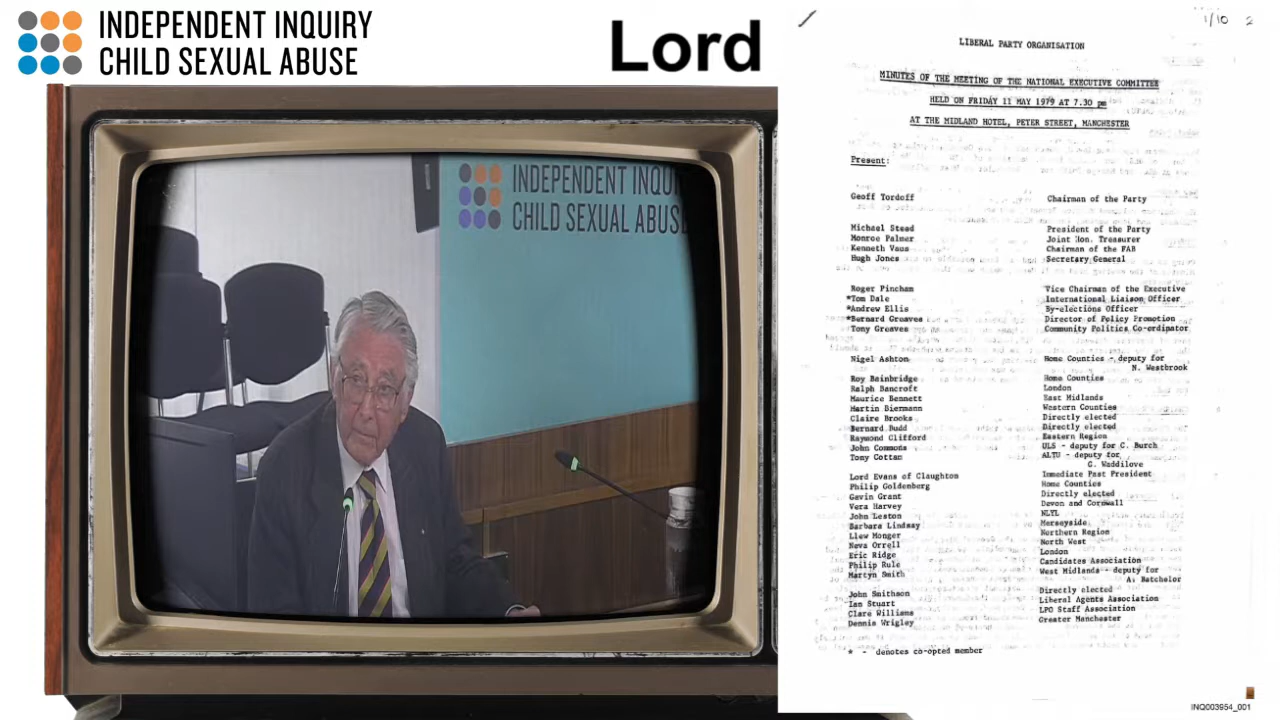 INDEPENDENT INQUIRY
CHILD SEXUAL ABUSE
Lord
INDEPENDENT INQUI
CHILD SEXUAL ABUS
1/10 2
LIBERAL PARTY ORGANISATION
MINUTES OF THE MEETING OF THE NATIONAL EXECUTIVE COMMITTEE
HELD ON FRIDAY 11 MAY 1979 AT 7.30 pm
AT THE MIDLAND HOTEL, PETER STREET, MANCHESTER
Present:
Geoff Tordoff Chairman of the Party
Michael Stead President of the Party
Monroe Palmer Joint Hon. Treasurer
Kenneth Vaus Chairman of the FAB
Hugh Jones Secretary General
Roger Pincham Vice Chairman of the Executive
*Tom Dale International Liaison Officer
*Andrew Ellis By-elections Officer
*Bernard Greaves Director of Policy Promotion
Tony Greaves Community Politics Co-ordinator
Nigel Ashton Home Counties - deputy for
N. Westbrook
Roy Bainbridge Home Counties
Ralph Bancroft London
Maurice Bennett East Midlands
Martin Biermann Western Counties
Claire Brooks Directly elected
Bernard Budd Directly elected
Raymond Clifford Eastern Region
John Commons ULS - deputy for C. Burch
Tony Cottam ALTU - deputy for
G. Waddilove
Lord Evans of Claughton Immediate Past President
Philip Goldenberg Home Counties
Gavin Grant Directly elected
Vera Harvey Devon and Cornwall
John Leston NLYL
Barbara Lindsay Merseyside
Llew Monger Northern Region
Neva Orrell North West
Eric Ridge London
Philip Rule Candidates Association
Martyn Smith West Midlands - deputy for
A. Batchelor
John Smithson Directly elected
Ian Stuart Liberal Agents Association
Clare Williams LPO Staff Association
Dennis Wrigley Greater Manchester
* - denotes co-opted member
INQ003954_001